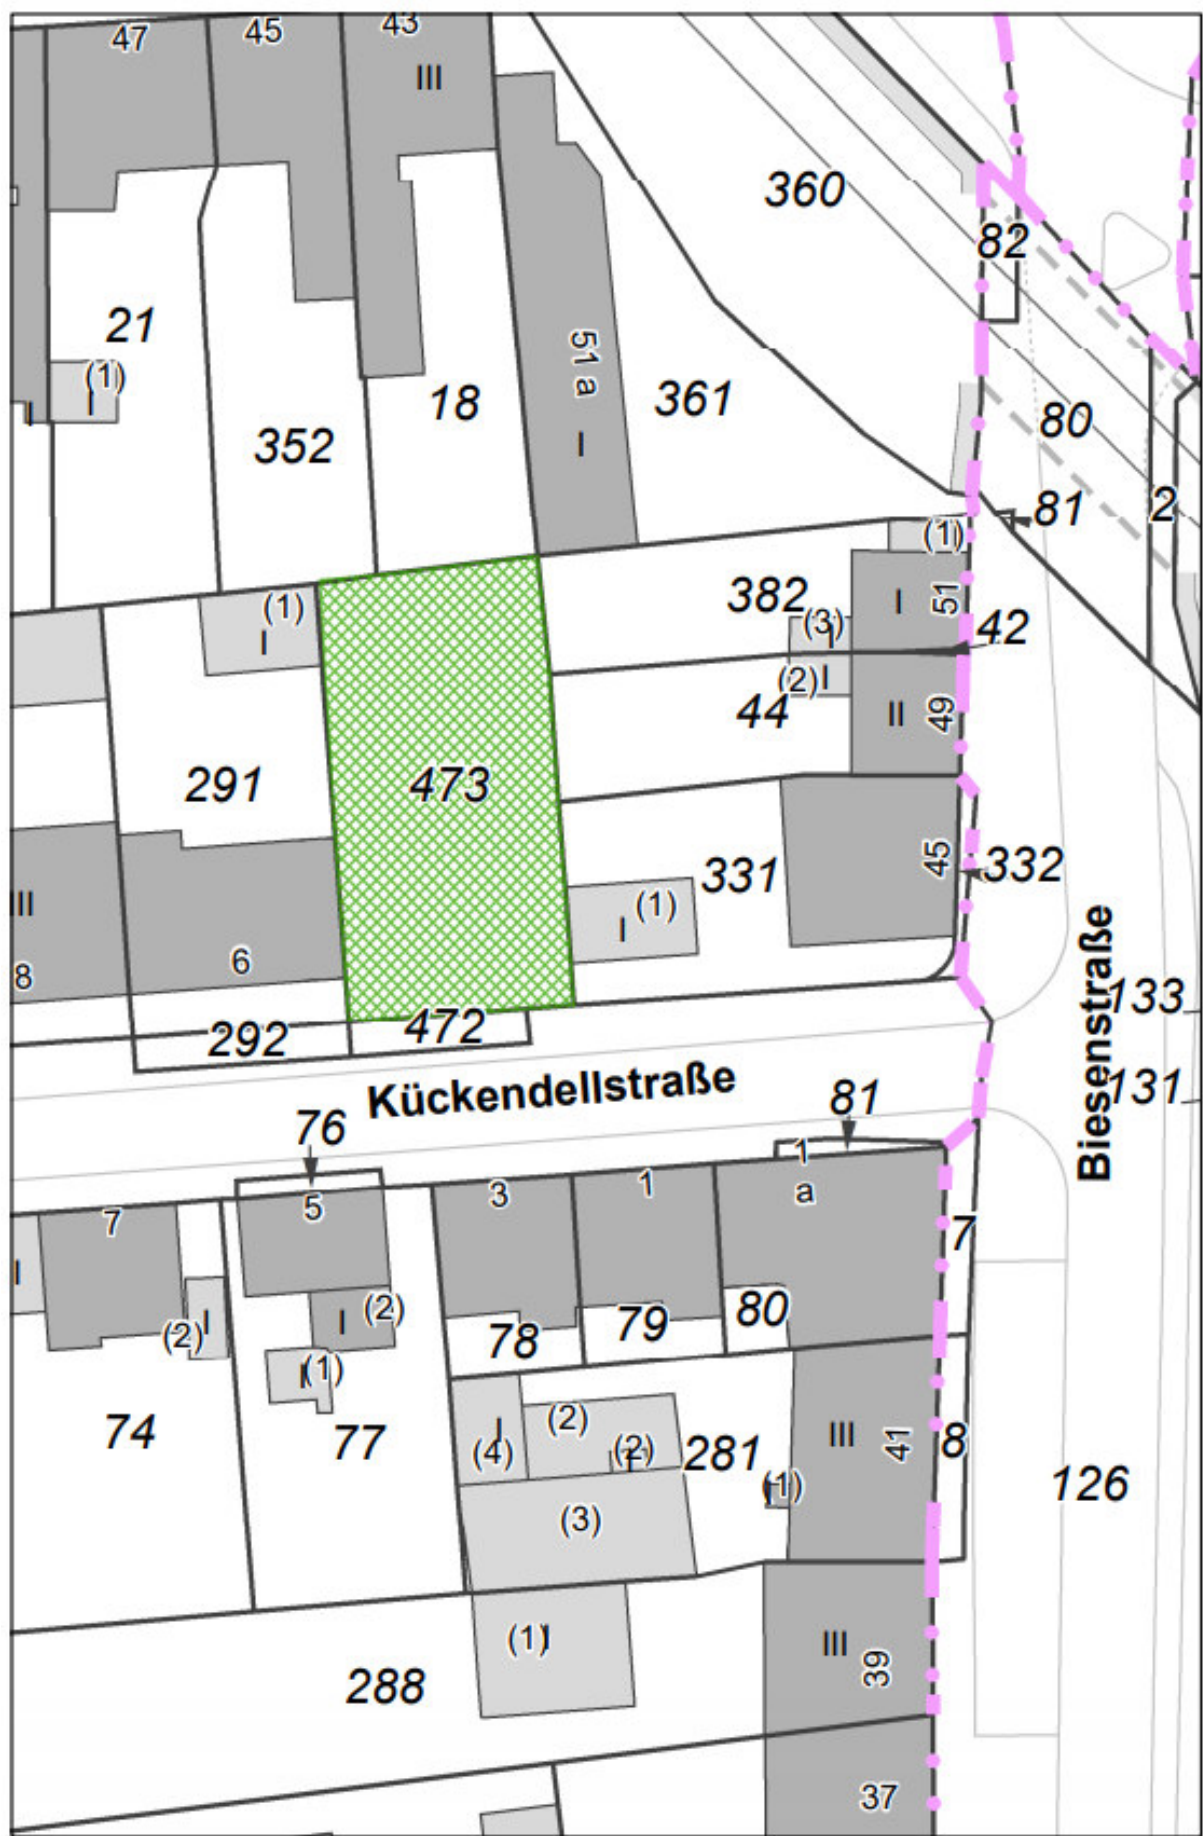 47
45
43
III
360
82
21
(1)
I
I
352
18
51 a
I
361
80
81
2
(1)
382
I
51
(3)
I
42
(1)
I
(2)
I
44
II
49
291
473
331
45
332
(1)
I
III
8
6
Biesenstraße
133
292
472
Kückendellstraße
131
76
81
7
5
3
1
1
a
7
I
I
(2)
I
(2)
78
79
80
(1)
I
74
77
I
(4)
(2)
(2)
I
281
III
41
8
(1)
I
126
(3)
(1)
I
III
39
288
37